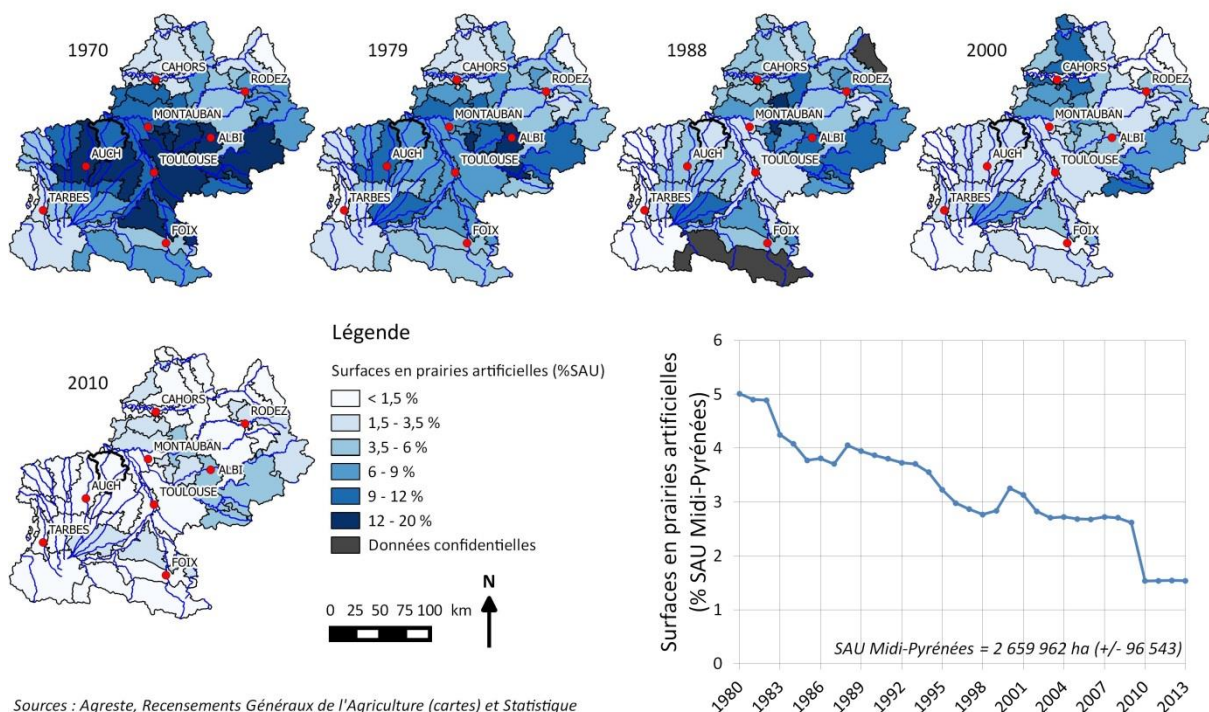 1970
CAHORS
RODEZ
MONTAUBAN
ALBI
AUCH
TOULOUSE
TARBES
FOIX
1979
CAHORS
RODEZ
MONTAUBAN
ALBI
AUCH
TOULOUSE
TARBES
FOIX
1988
CAHORS
RODEZ
MONTAUBAN
ALBI
AUCH
TOULOUSE
TARBES
FOIX
2000
CAHORS
RODEZ
MONTAUBAN
ALBI
AUCH
TOULOUSE
TARBES
FOIX
2010
CAHORS
RODEZ
MONTAUBAN
ALBI
AUCH
TOULOUSE
TARBES
FOIX
Légende
Surfaces en prairies artificielles (%SAU)
< 1,5 %
1,5 - 3,5 %
3,5 - 6 %
6 - 9 %
9 - 12 %
12 - 20 %
Données confidentielles
N
0 25 50 75 100 km
Surfaces en prairies artificielles
(% SAU Midi-Pyrénées)
6
5
4
3
2
1
0
SAU Midi-Pyrénées = 2 659 962 ha (+/- 96 543)
1980 1983 1986 1989 1992 1995 1998 2001 2004 2007 2010 2013
Sources : Agreste, Recensements Généraux de l'Agriculture (cartes) et Statistique